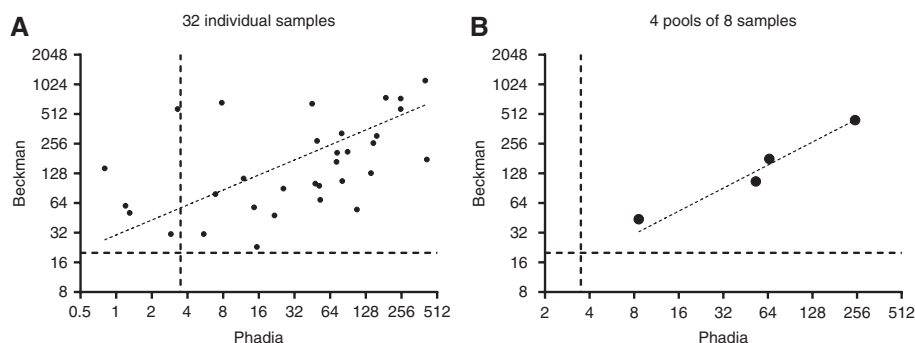 A
32 individual samples
2048
1024
512
256
128
64
32
16
8
Beckman
0.5 1 2 4 8 16 32 64 128 256 512
Phadia
B
4 pools of 8 samples
2048
1024
512
256
128
64
32
16
8
Beckman
2 4 8 16 32 64 128 256 512
Phadia